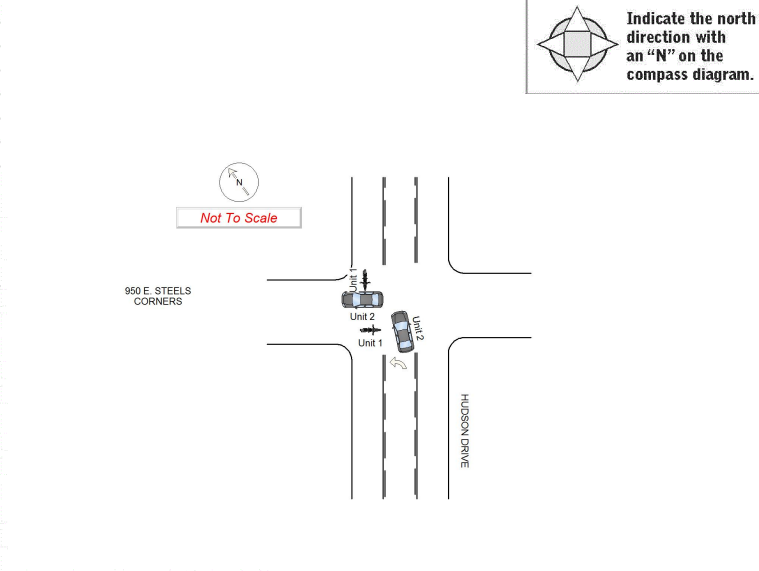 Indicate the north
direction with
an “N” on the
compass diagram.
N
Not To Scale
950 E. STEELS
CORNERS
Unit 1
Unit 2
Unit 2
Unit 1
HUDSON DRIVE